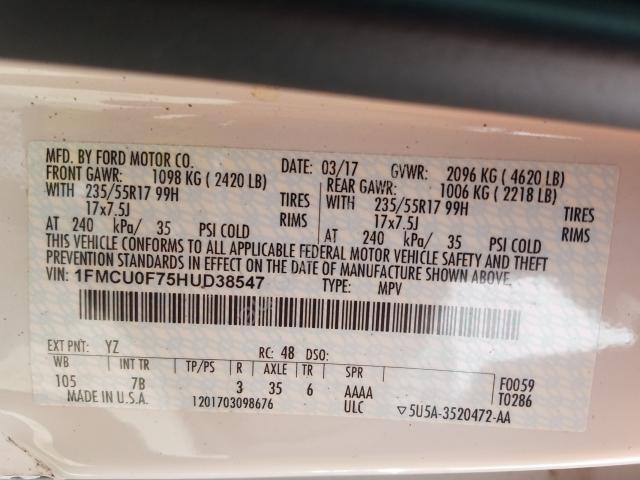 MFD. BY FORD MOTOR CO. DATE: 03/17 GVWR: 2096 KG ( 4620 LB)
FRONT GAWR: 1098 KG ( 2420 LB) REAR GAWR: 1006 KG ( 2218 LB)
WITH 235/55R17 99H TIRES WITH 235/55R17 99H TIRES
17x7.5J RIMS 17x7.5J RIMS
AT 240 kPa/ 35 PSI COLD AT 240 kPa/ 35 PSI COLD
THIS VEHICLE CONFORMS TO ALL APPLICABLE FEDERAL MOTOR VEHICLE SAFETY AND THEFT
PREVENTION STANDARDS IN EFFECT ON THE DATE OF MANUFACTURE SHOWN ABOVE.
VIN: 1FMCU0F75HUD38547 TYPE: MPV
EXT PNT: YZ RC: 48 DSO:
WB INT TR TP/PS R AXLE TR SPR
105 7B 3 35 6 AAAA F0059
MADE IN U.S.A. 1201703098676 ULC T0286
▽5U5A-3520472-AA